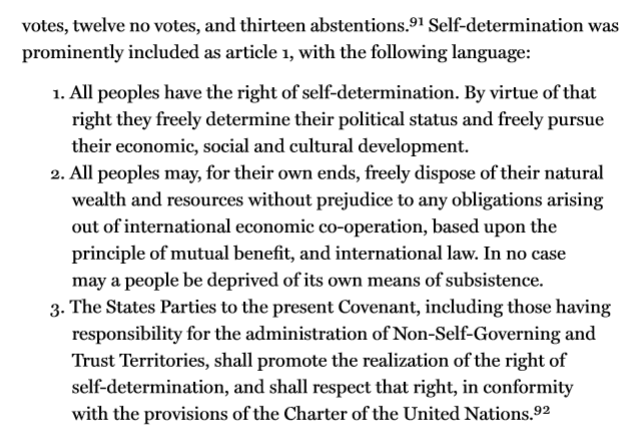 votes, twelve no votes, and thirteen abstentions.91 Self-determination was
prominently included as article 1, with the following language:
1. All peoples have the right of self-determination. By virtue of that
right they freely determine their political status and freely pursue
their economic, social and cultural development.
2. All peoples may, for their own ends, freely dispose of their natural
wealth and resources without prejudice to any obligations arising
out of international economic co-operation, based upon the
principle of mutual benefit, and international law. In no case
may a people be deprived of its own means of subsistence.
3. The States Parties to the present Covenant, including those having
responsibility for the administration of Non-Self-Governing and
Trust Territories, shall promote the realization of the right of
self-determination, and shall respect that right, in conformity
with the provisions of the Charter of the United Nations.92